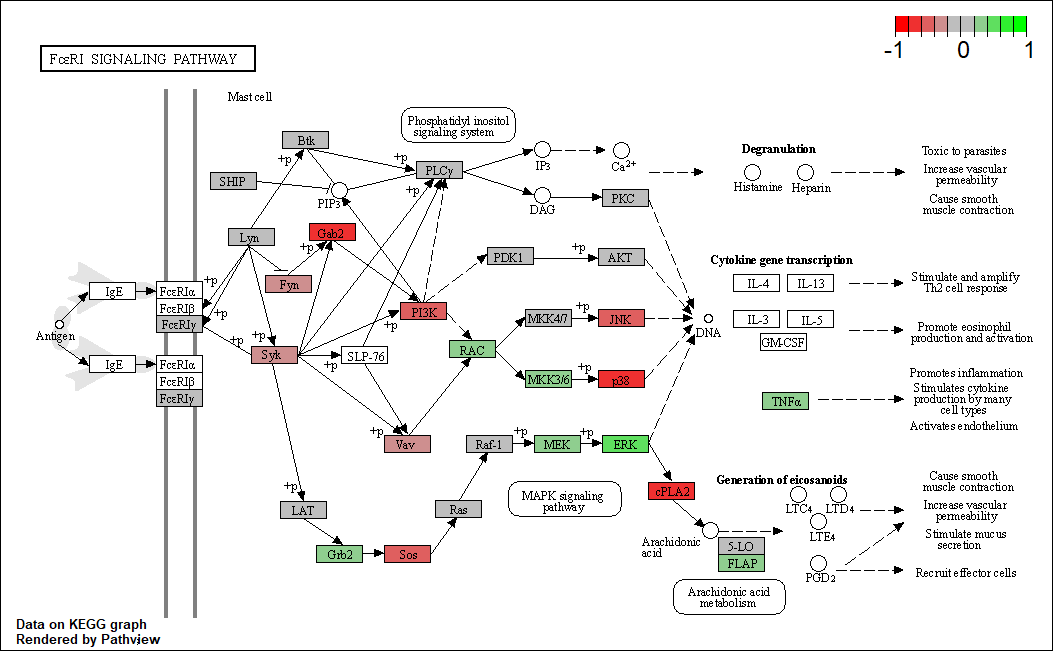 -1 0 1
FcεRI SIGNALING PATHWAY
Mast cell
Phosphatidyl inositol
signaling system
Btk
+p
+p
PLCγ
IP3
Ca2+
Degranulation
Histamine
Heparin
Toxic to parasites
Increase vascular
permeability
Cause smooth
muscle contraction
SHIP
PIP3
+p
DAG
PKC
Lyn
Gab2
+p
Fyn
PDK1
+p
AKT
Cytokine gene transcription
IL-4
IL-13
Stimulate and amplify
Th2 cell response
IL-3
IL-5
GM-CSF
Promote eosinophil
production and activation
IgE
FcεRIα
FcεRIβ
FcεRIγ
+p
+p
Antigen
IgE
FcεRIα
FcεRIβ
FcεRIγ
+p
Syk
+p
SLP-76
+p
PI3K
RAC
MKK4/7
+p
JNK
DNA
MKK3/6
+p
p38
TNFα
Promotes inflammation
Stimulates cytokine
production by many
cell types
Activates endothelium
+p
Vav
Raf-1
+p
MEK
+p
ERK
MAPK signaling
pathway
cPLA2
Generation of eicosanoids
LTC4
LTD4
LTE4
PGD2
Cause smooth
muscle contraction
Increase vascular
permeability
Stimulate mucus
secretion
Recruit effector cells
+p
LAT
Grb2
Sos
Ras
Arachidonic
acid
5-LO
FLAP
Arachidonic acid
metabolism
Data on KEGG graph
Rendered by Pathview